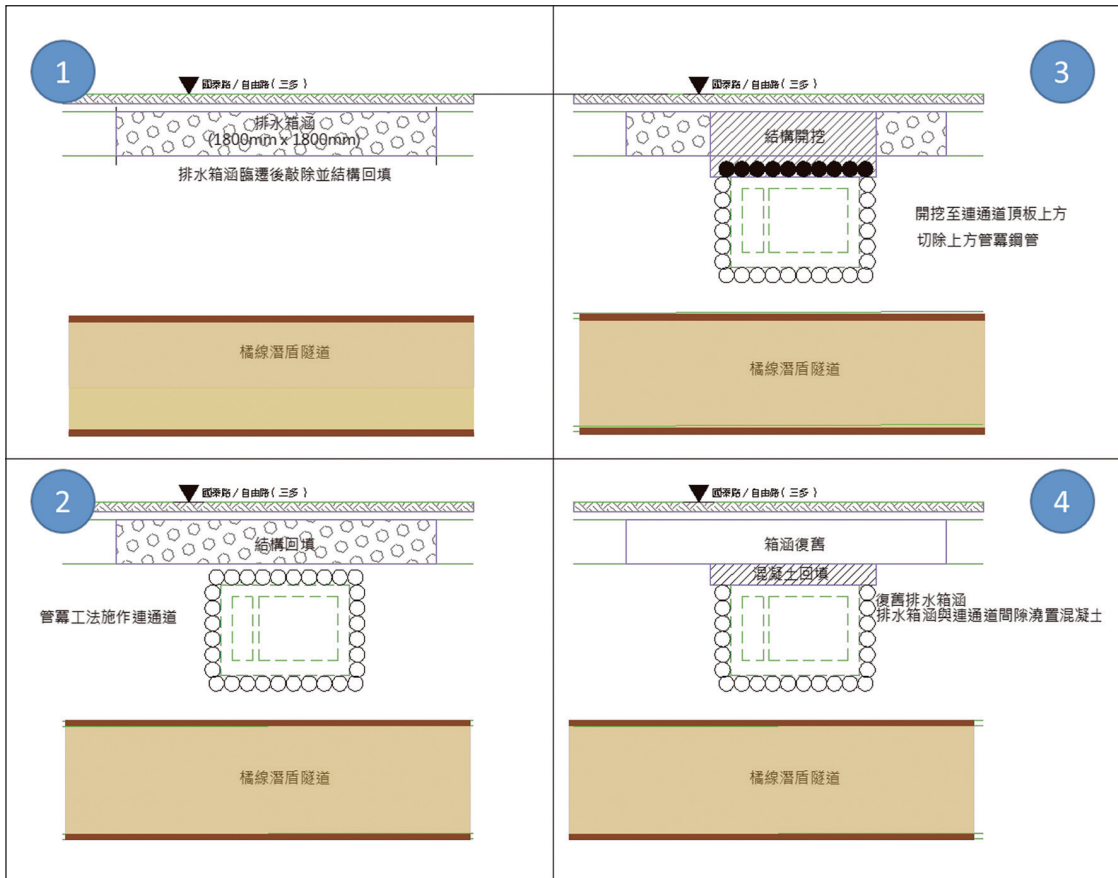 1
國泰路/自由路(三多)
排水箱涵
(1800mm x 1800mm)
排水箱涵臨遷後敲除並結構回填
橘線潛盾隧道
2
國泰路/自由路(三多)
結構回填
管冪工法施作連通道
橘線潛盾隧道
3
國泰路/自由路(三多)
結構開挖
開挖至連通道頂板上方
切除上方管冪鋼管
橘線潛盾隧道
4
國泰路/自由路(三多)
箱涵復舊
混凝土回填
復舊排水箱涵
排水箱涵與連通道間隙澆置混凝土
橘線潛盾隧道